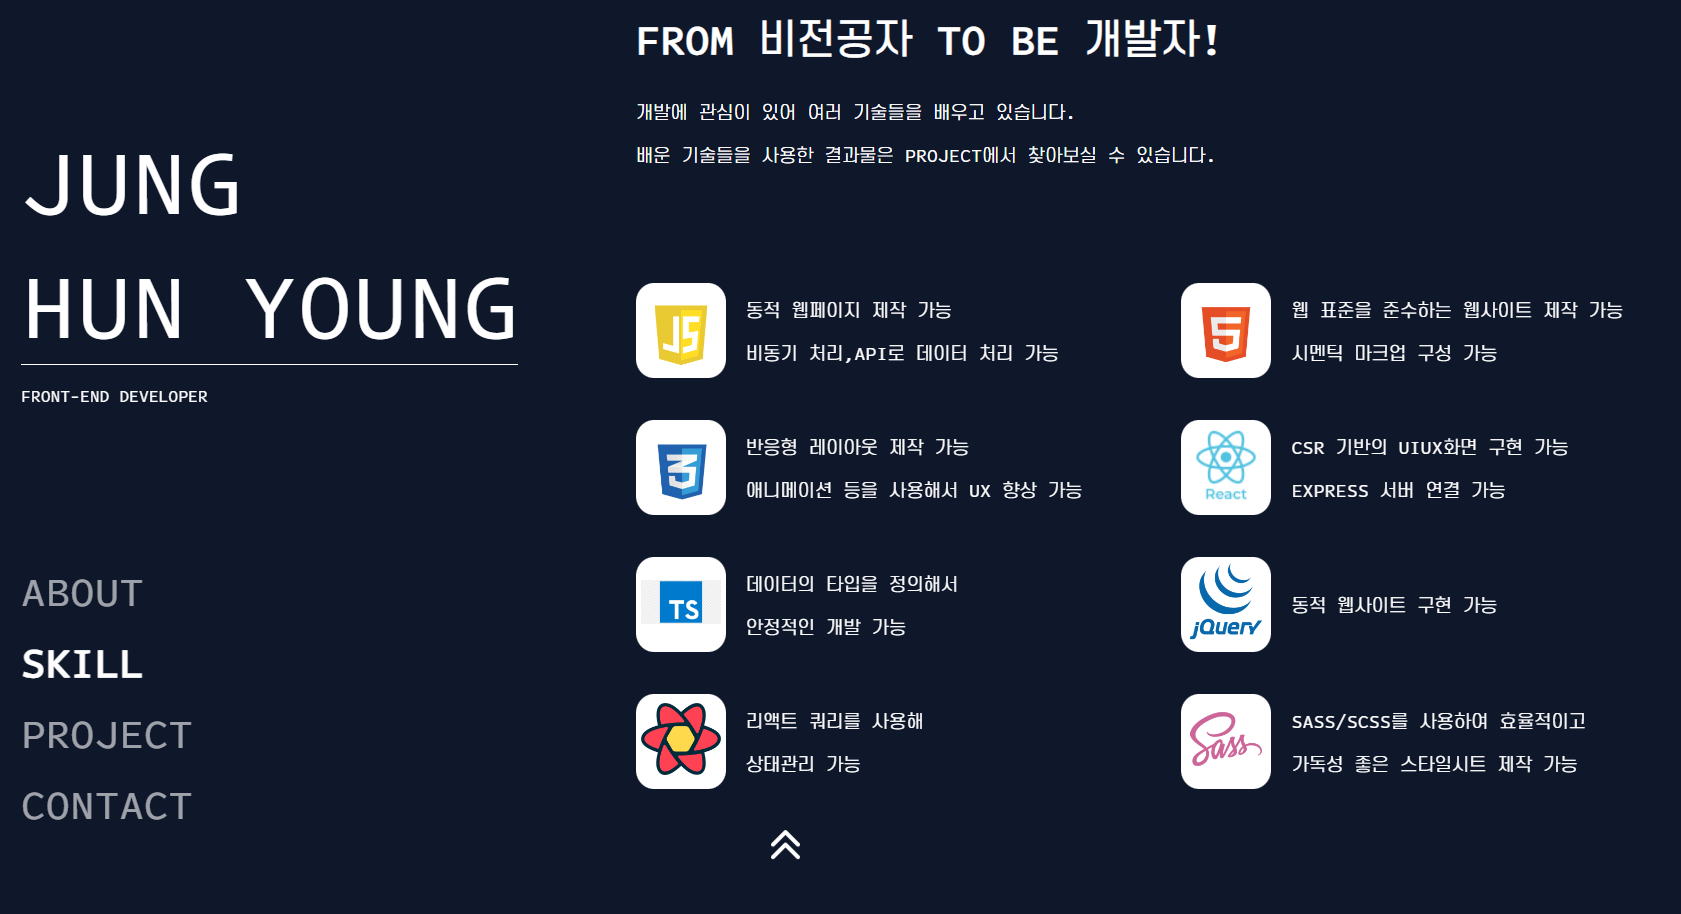 JUNG
HUN YOUNG
FRONT-END DEVELOPER
ABOUT
SKILL
PROJECT
CONTACT
FROM 비전공자 TO BE 개발자!
개발에 관심이 있어 여러 기술들을 배우고 있습니다.
배운 기술들을 사용한 결과물은 PROJECT에서 찾아보실 수 있습니다.
JS
동적 웹페이지 제작 가능
비동기 처리,API로 데이터 처리 가능
5
웹 표준을 준수하는 웹사이트 제작 가능
시멘틱 마크업 구성 가능
3
반응형 레이아웃 제작 가능
애니메이션 등을 사용해서 UX 향상 가능
React
CSR 기반의 UIUX화면 구현 가능
EXPRESS 서버 연결 가능
TS
데이터의 타입을 정의해서
안정적인 개발 가능
jQuery
동적 웹사이트 구현 가능
리액트 쿼리를 사용해
상태관리 가능
Sass
SASS/SCSS를 사용하여 효율적이고
가독성 좋은 스타일시트 제작 가능